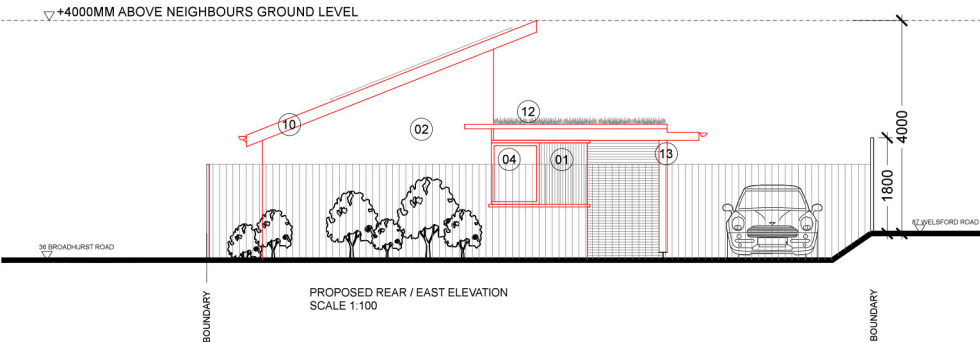 +4000MM ABOVE NEIGHBOURS GROUND LEVEL
10
02
12
04
01
13
4000
1800
36 BROADHURST ROAD
87 WELSFORD ROAD
PROPOSED REAR / EAST ELEVATION
SCALE 1:100
BOUNDARY
BOUNDARY